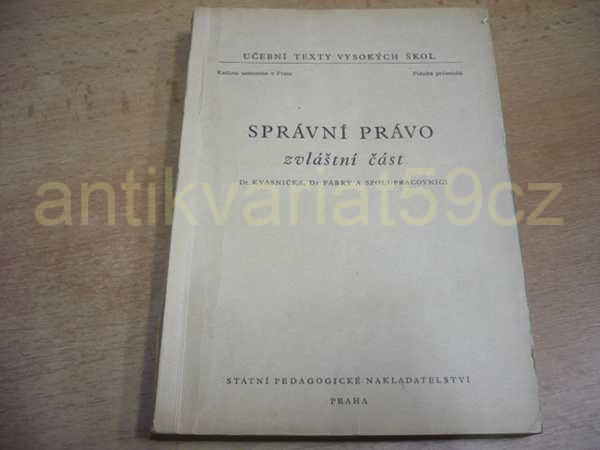 UČEBNÍ TEXTY VYSOKÝCH ŠKOL
Karlova universita v Praze Fakulta právnická
SPRÁVNÍ PRÁVO
zvláštní část
Dr KVASNIČKA, Dr FÁBRY A SPOLUPRACOVNÍCI
antikvariat59cz
STÁTNÍ PEDAGOGICKÉ NAKLADATELSTVÍ
PRAHA